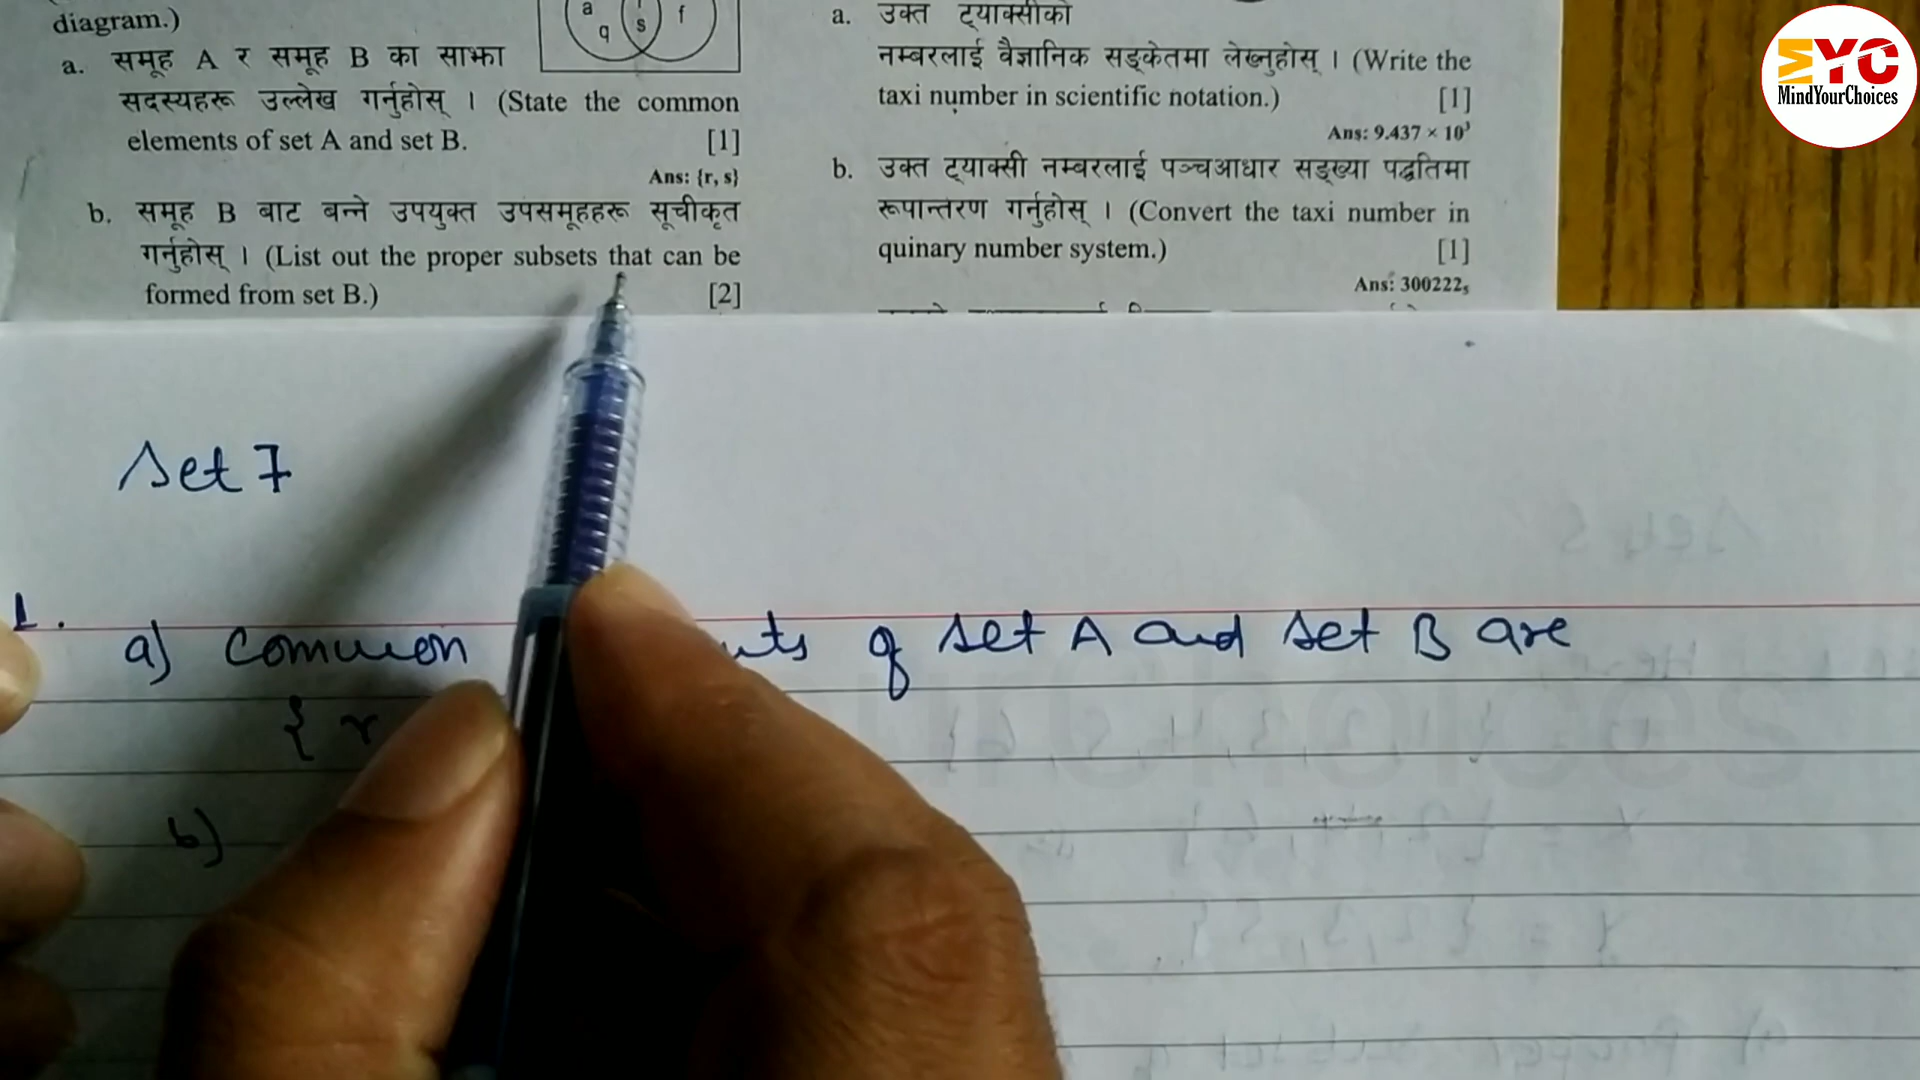 diagram.)
a. समूह A र समूह B का साझा
सदस्यहरू उल्लेख गर्नुहोस् । (State the common
elements of set A and set B. [1]
Ans: {r, s}
b. समूह B बाट बन्ने उपयुक्त उपसमूहहरू सूचीकृत
गर्नुहोस् । (List out the proper subsets that can be
formed from set B.) [2]
a
q
s
f
a. उक्त ट्याक्सीको
नम्बरलाई वैज्ञानिक सङ्केतमा लेख्नुहोस् । (Write the
taxi number in scientific notation.) [1]
Ans: 9.437 × 10³
b. उक्त ट्याक्सी नम्बरलाई पञ्चआधार सङ्ख्या पद्धतिमा
रूपान्तरण गर्नुहोस् । (Convert the taxi number in
quinary number system.) [1]
Ans: 300222₅
MYC
MindYourChoices
Set 7
1.
a) Common of set A and set B are
{ r
b)